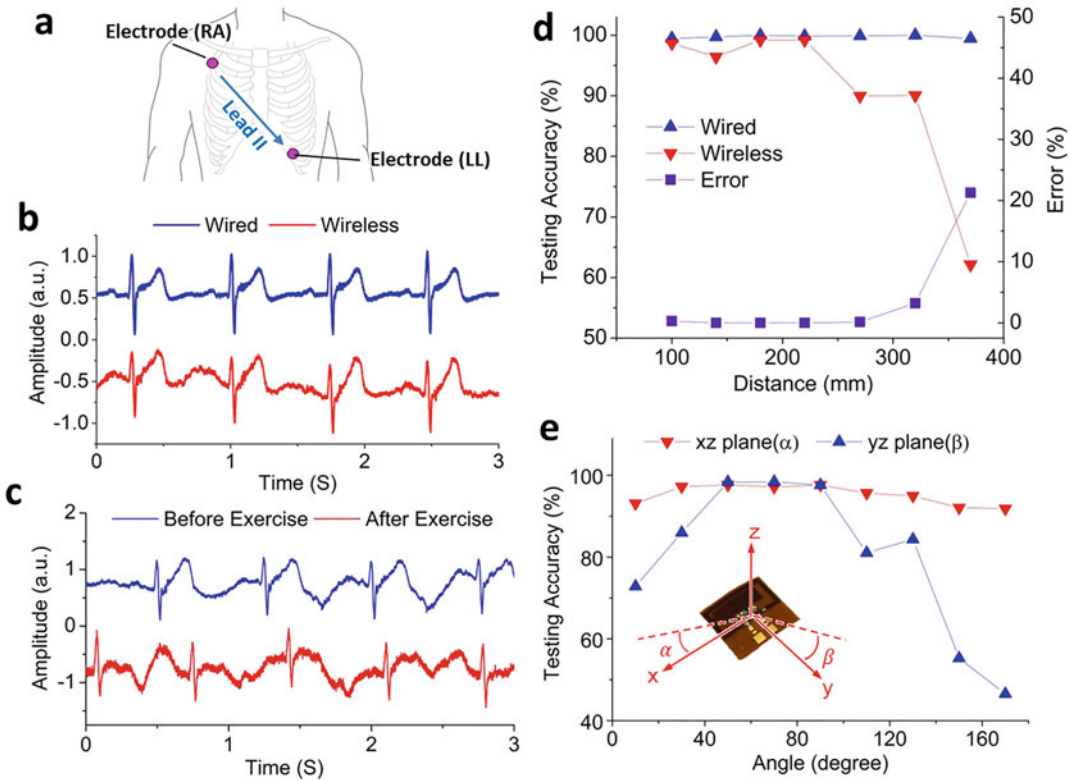 a
Electrode (RA)
Lead II
Electrode (LL)
b
Wired Wireless
1.0
0.5
0.0
-0.5
-1.0
Amplitude (a.u.)
0 1 2 3
Time (S)
c
Before Exercise After Exercise
2
1
0
-1
Amplitude (a.u.)
0 1 2 3
Time (S)
d
100
90
80
70
60
50
Testing Accuracy (%)
Wired
Wireless
Error
50
40
30
20
10
0
Error (%)
0 100 200 300 400
Distance (mm)
e
xz plane(α) yz plane(β)
100
80
60
40
Testing Accuracy (%)
z
α
x
β
y
0 40 80 120 160
Angle (degree)